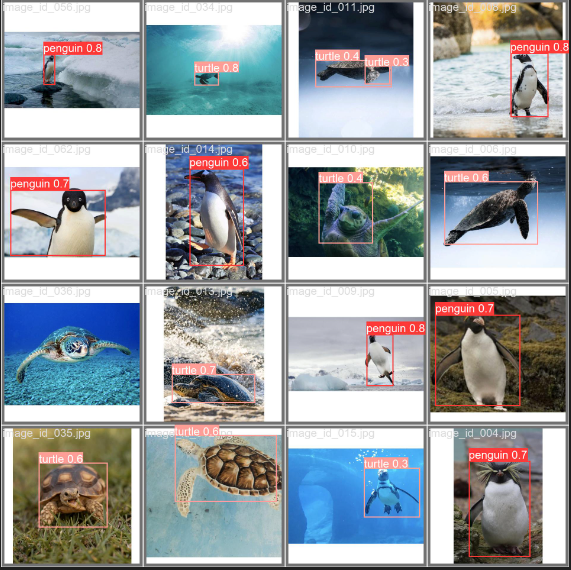 image_id_056.jpg
penguin 0.8
image_id_034.jpg
turtle 0.8
image_id_011.jpg
turtle 0.4
turtle 0.3
penguin 0.8
image_id_062.jpg
penguin 0.7
image_id_014.jpg
penguin 0.6
image_id_010.jpg
turtle 0.4
image_id_006.jpg
turtle 0.6
image_id_036.jpg
image_id_013.jpg
turtle 0.7
image_id_009.jpg
penguin 0.8
image_id_005.jpg
penguin 0.7
image_id_035.jpg
turtle 0.6
turtle 0.6
image_id_015.jpg
turtle 0.3
image_id_004.jpg
penguin 0.7